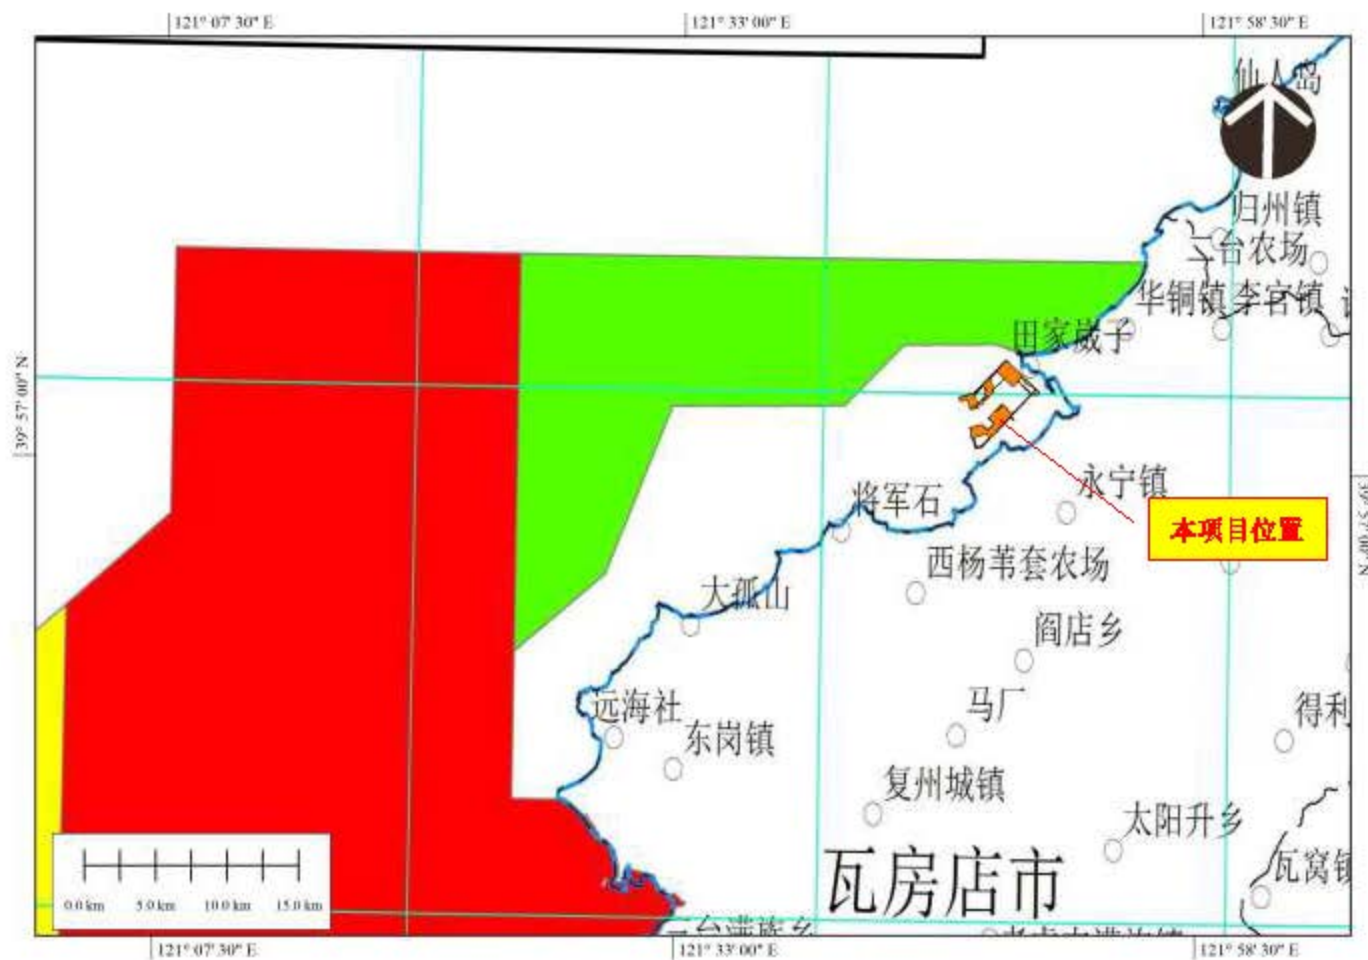 121° 07' 30" E
121° 33' 00" E
121° 58' 30" E
仙人岛
归州镇
二台农场
华铜镇
李官镇
田家崴子
39° 57' 00" N
永宁镇
将军石
本项目位置
西杨苇套农场
大孤山
阎店乡
马厂
远海社
东岗镇
得利
复州城镇
太阳升乡
瓦房店市
瓦窝镇
0.0 km
5.0 km
10.0 km
15.0 km
121° 07' 30" E
121° 33' 00" E
121° 58' 30" E